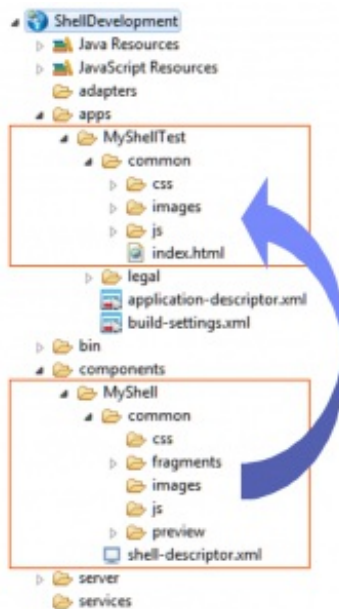 ShellDevelopment
Java Resources
JavaScript Resources
adapters
apps
MyShellTest
common
css
images
js
index.html
legal
application-descriptor.xml
build-settings.xml
bin
components
MyShell
common
css
fragments
images
js
preview
shell-descriptor.xml
server
services